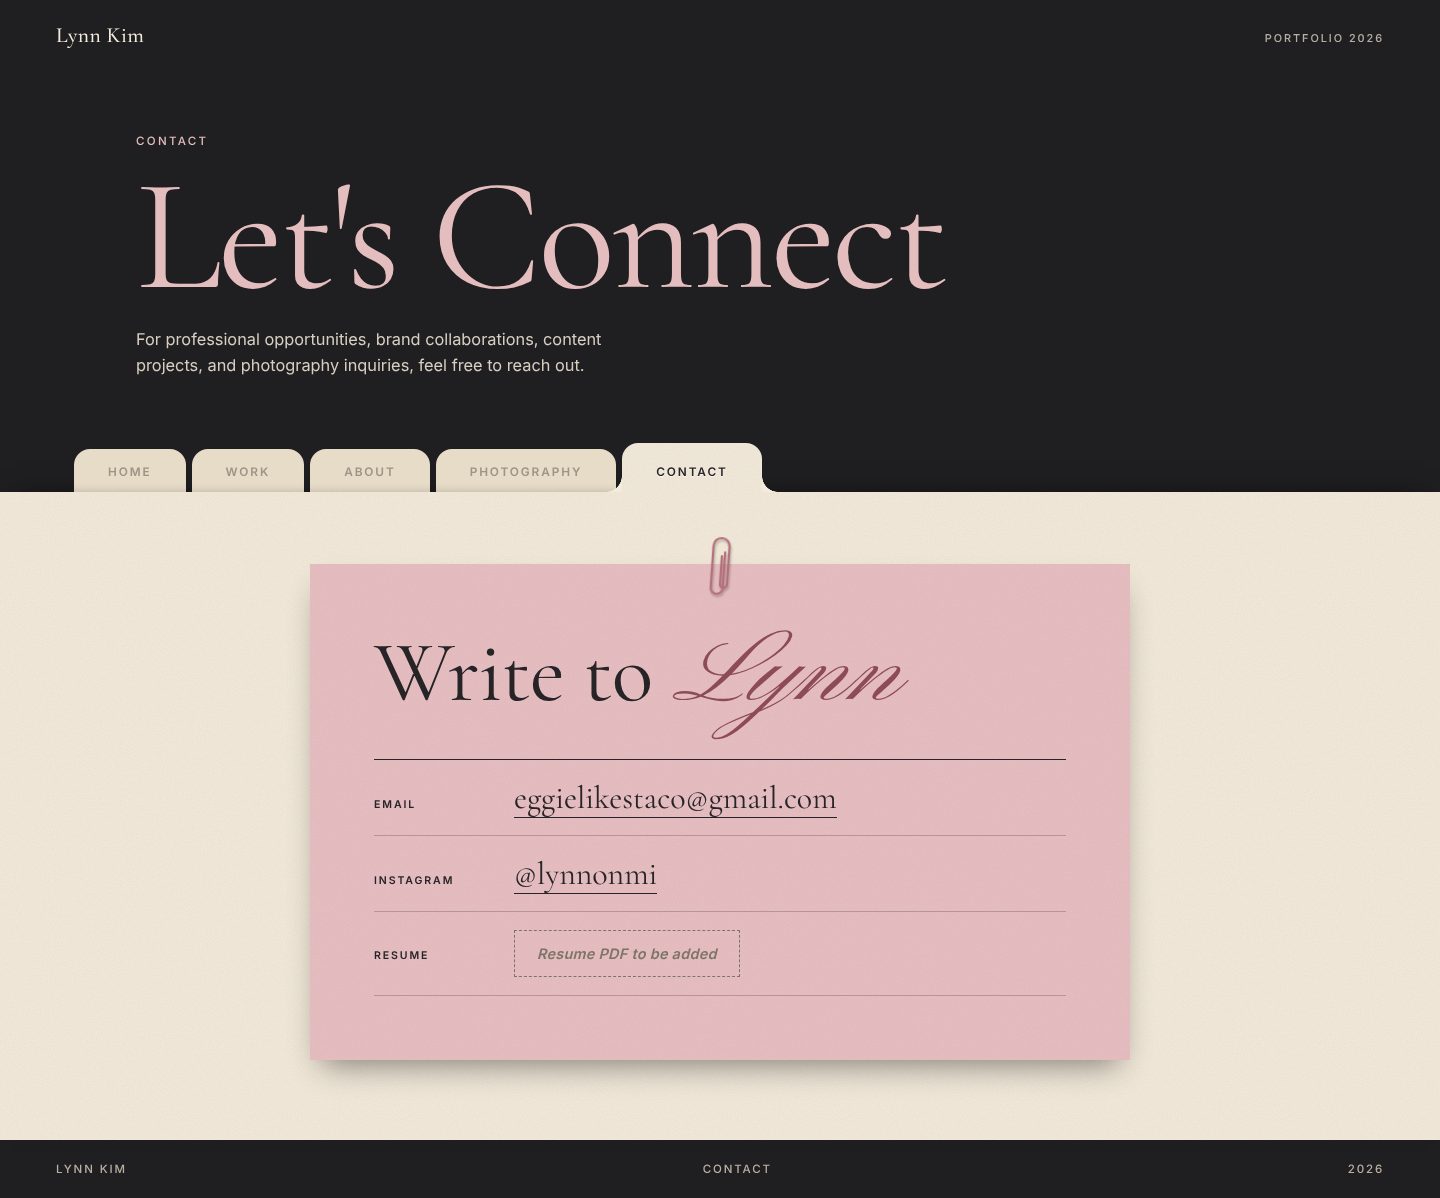 Lynn Kim
PORTFOLIO 2026
CONTACT
Let's Connect
For professional opportunities, brand collaborations, content
projects, and photography inquiries, feel free to reach out.
HOME WORK ABOUT PHOTOGRAPHY CONTACT
Write to Lynn
EMAIL eggielikestaco@gmail.com
INSTAGRAM @lynnonmi
RESUME Resume PDF to be added
LYNN KIM CONTACT 2026